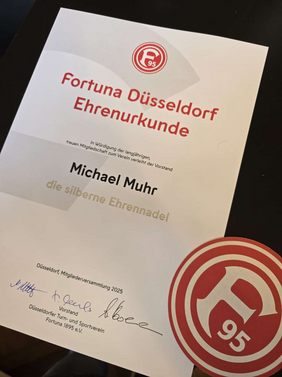 F 95
Fortuna Düsseldorf
Ehrenurkunde
In Würdigung der langjährigen,
treuen Mitgliedschaft zum Verein verleiht der Vorstand
Michael Muhr
die silberne Ehrennadel
Düsseldorf, Mitgliederversammlung 2025
Vorstand
Düsseldorfer Turn- und Sportverein
Fortuna 1895 e.V.
F 95